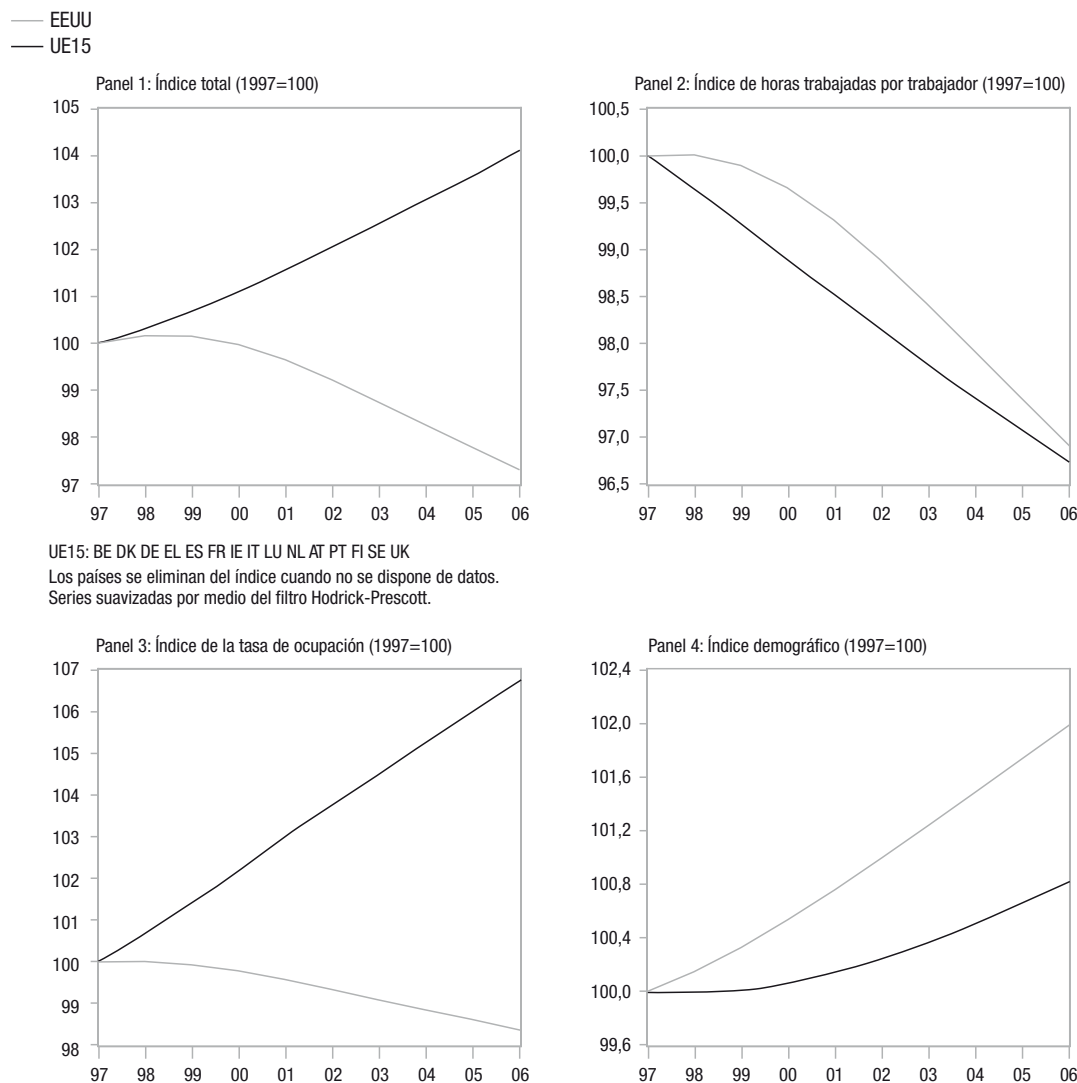 EEUU
UE15
Panel 1: Índice total (1997=100)
105
104
103
102
101
100
99
98
97
97 98 99 00 01 02 03 04 05 06
Panel 2: Índice de horas trabajadas por trabajador (1997=100)
100,5
100,0
99,5
99,0
98,5
98,0
97,5
97,0
96,5
97 98 99 00 01 02 03 04 05 06
UE15: BE DK DE EL ES FR IE IT LU NL AT PT FI SE UK
Los países se eliminan del índice cuando no se dispone de datos.
Series suavizadas por medio del filtro Hodrick-Prescott.
Panel 3: Índice de la tasa de ocupación (1997=100)
107
106
105
104
103
102
101
100
99
98
97 98 99 00 01 02 03 04 05 06
Panel 4: Índice demográfico (1997=100)
102,4
102,0
101,6
101,2
100,8
100,4
100,0
99,6
97 98 99 00 01 02 03 04 05 06